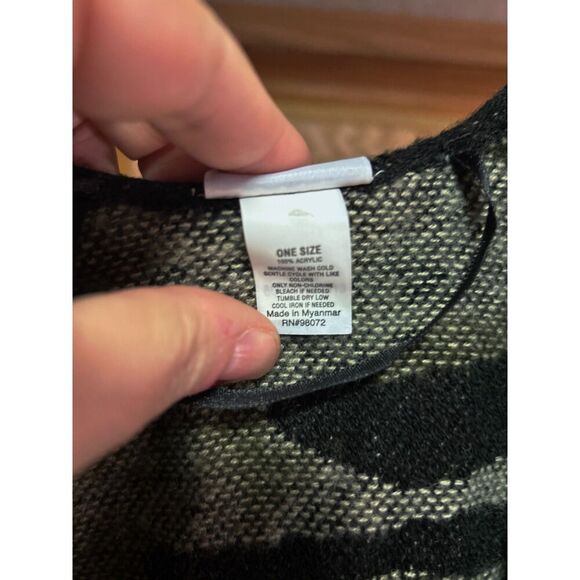 ONE SIZE
100% ACRYLIC
MACHINE WASH COLD
GENTLE CYCLE WITH LIKE
COLORS
ONLY NON-CHLORINE
BLEACH IF NEEDED
TUMBLE DRY LOW
COOL IRON IF NEEDED
Made in Myanmar
RN#98072